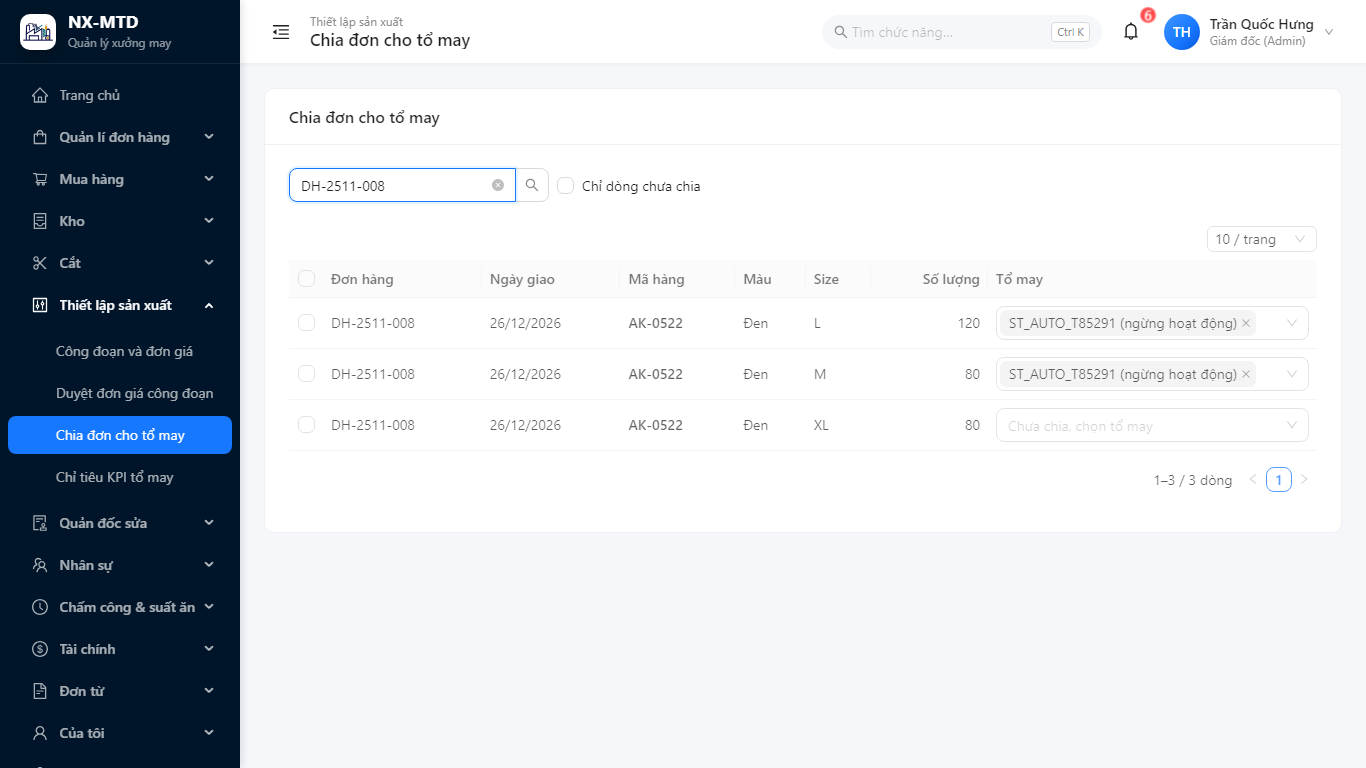 NX-MTD
Quản lý xưởng may
Trang chủ
Quản lí đơn hàng
Mua hàng
Kho
Cắt
Thiết lập sản xuất
Công đoạn và đơn giá
Duyệt đơn giá công đoạn
Chia đơn cho tổ may
Chỉ tiêu KPI tổ may
Quản đốc sửa
Nhân sự
Chấm công & suất ăn
Tài chính
Đơn từ
Của tôi
Thiết lập sản xuất
Chia đơn cho tổ may
Tìm chức năng... Ctrl K
6
TH
Trần Quốc Hưng
Giám đốc (Admin)
Chia đơn cho tổ may
DH-2511-008 Chỉ dòng chưa chia
10 / trang
Đơn hàng Ngày giao Mã hàng Màu Size Số lượng Tổ may
DH-2511-008 26/12/2026 AK-0522 Đen L 120 ST_AUTO_T85291 (ngừng hoạt động)
DH-2511-008 26/12/2026 AK-0522 Đen M 80 ST_AUTO_T85291 (ngừng hoạt động)
DH-2511-008 26/12/2026 AK-0522 Đen XL 80 Chưa chia, chọn tổ may
1–3 / 3 dòng 1